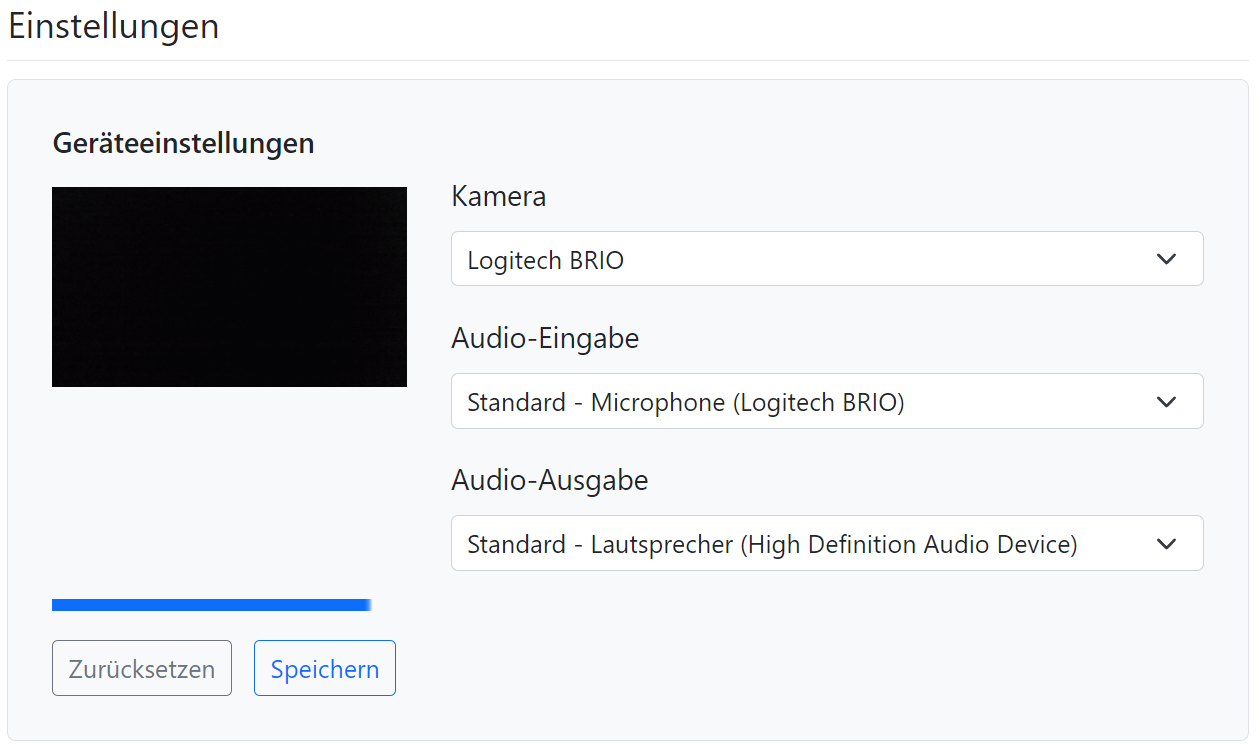 Einstellungen
Geräteeinstellungen
Kamera
Logitech BRIO
Audio-Eingabe
Standard - Microphone (Logitech BRIO)
Audio-Ausgabe
Standard - Lautsprecher (High Definition Audio Device)
Zurücksetzen
Speichern